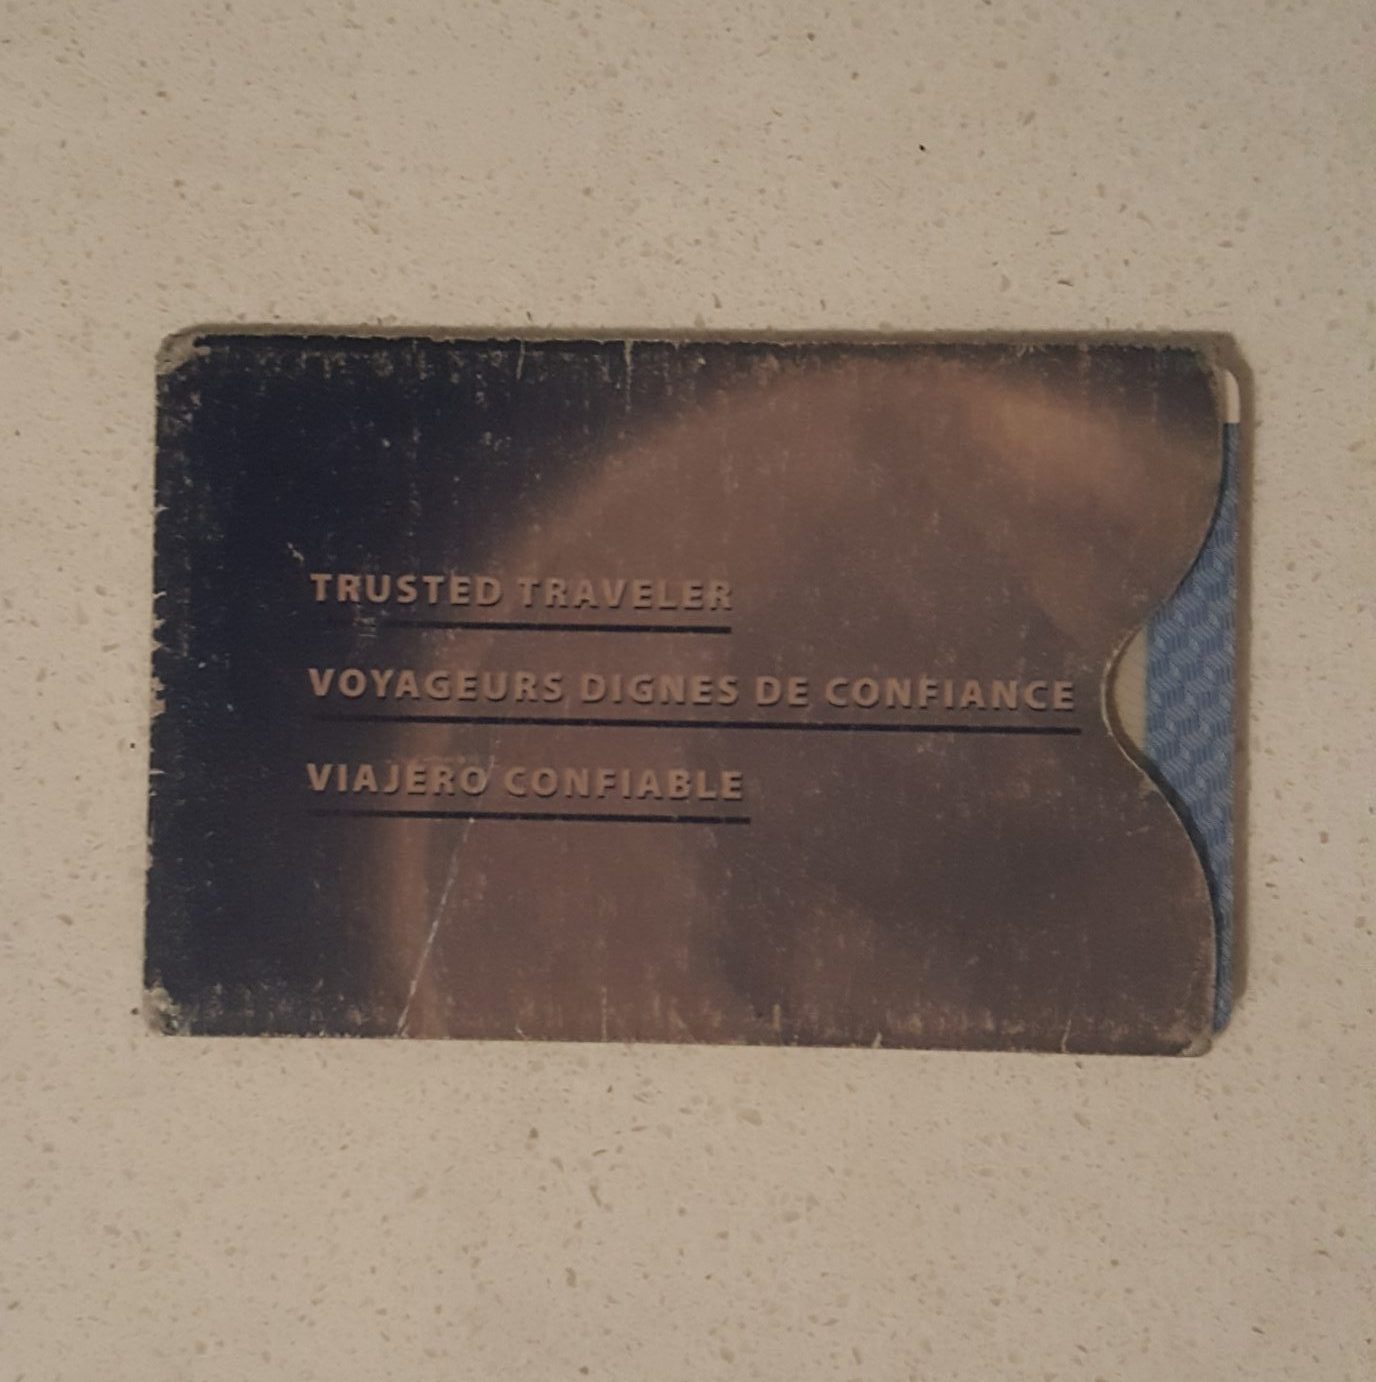 TRUSTED TRAVELER
VOYAGEURS DIGNES DE CONFIANCE
VIAJERO CONFIABLE